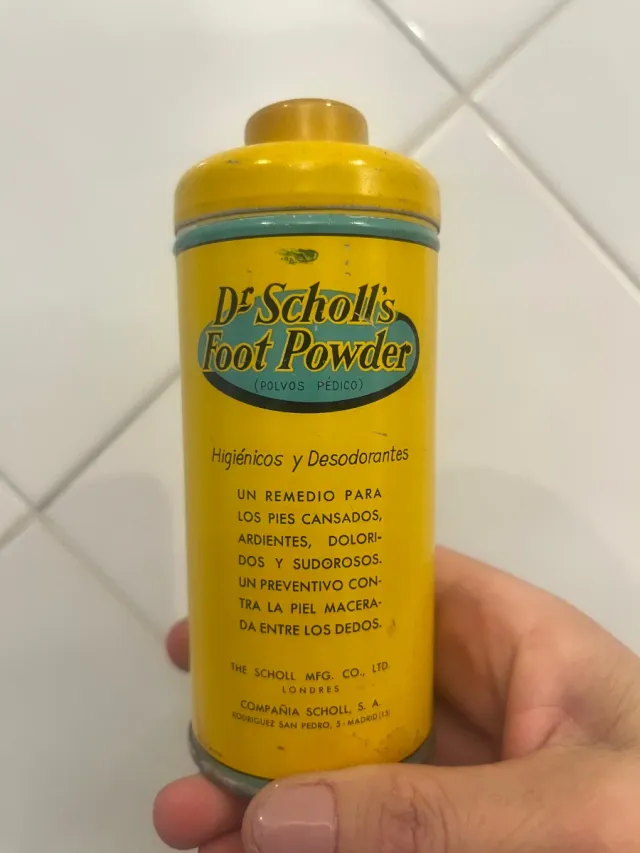 Dr Scholl's
Foot Powder
(POLVOS PÉDICO)
Higiénicos y Desodorantes
UN REMEDIO PARA
LOS PIES CANSADOS,
ARDIENTES, DOLORI-
DOS Y SUDOROSOS.
UN PREVENTIVO CON-
TRA LA PIEL MACERA-
DA ENTRE LOS DEDOS.
THE SCHOLL MFG. CO., LTD.
LONDRES
COMPAÑIA SCHOLL, S. A.
RODRIGUEZ SAN PEDRO, 5 - MADRID (15)